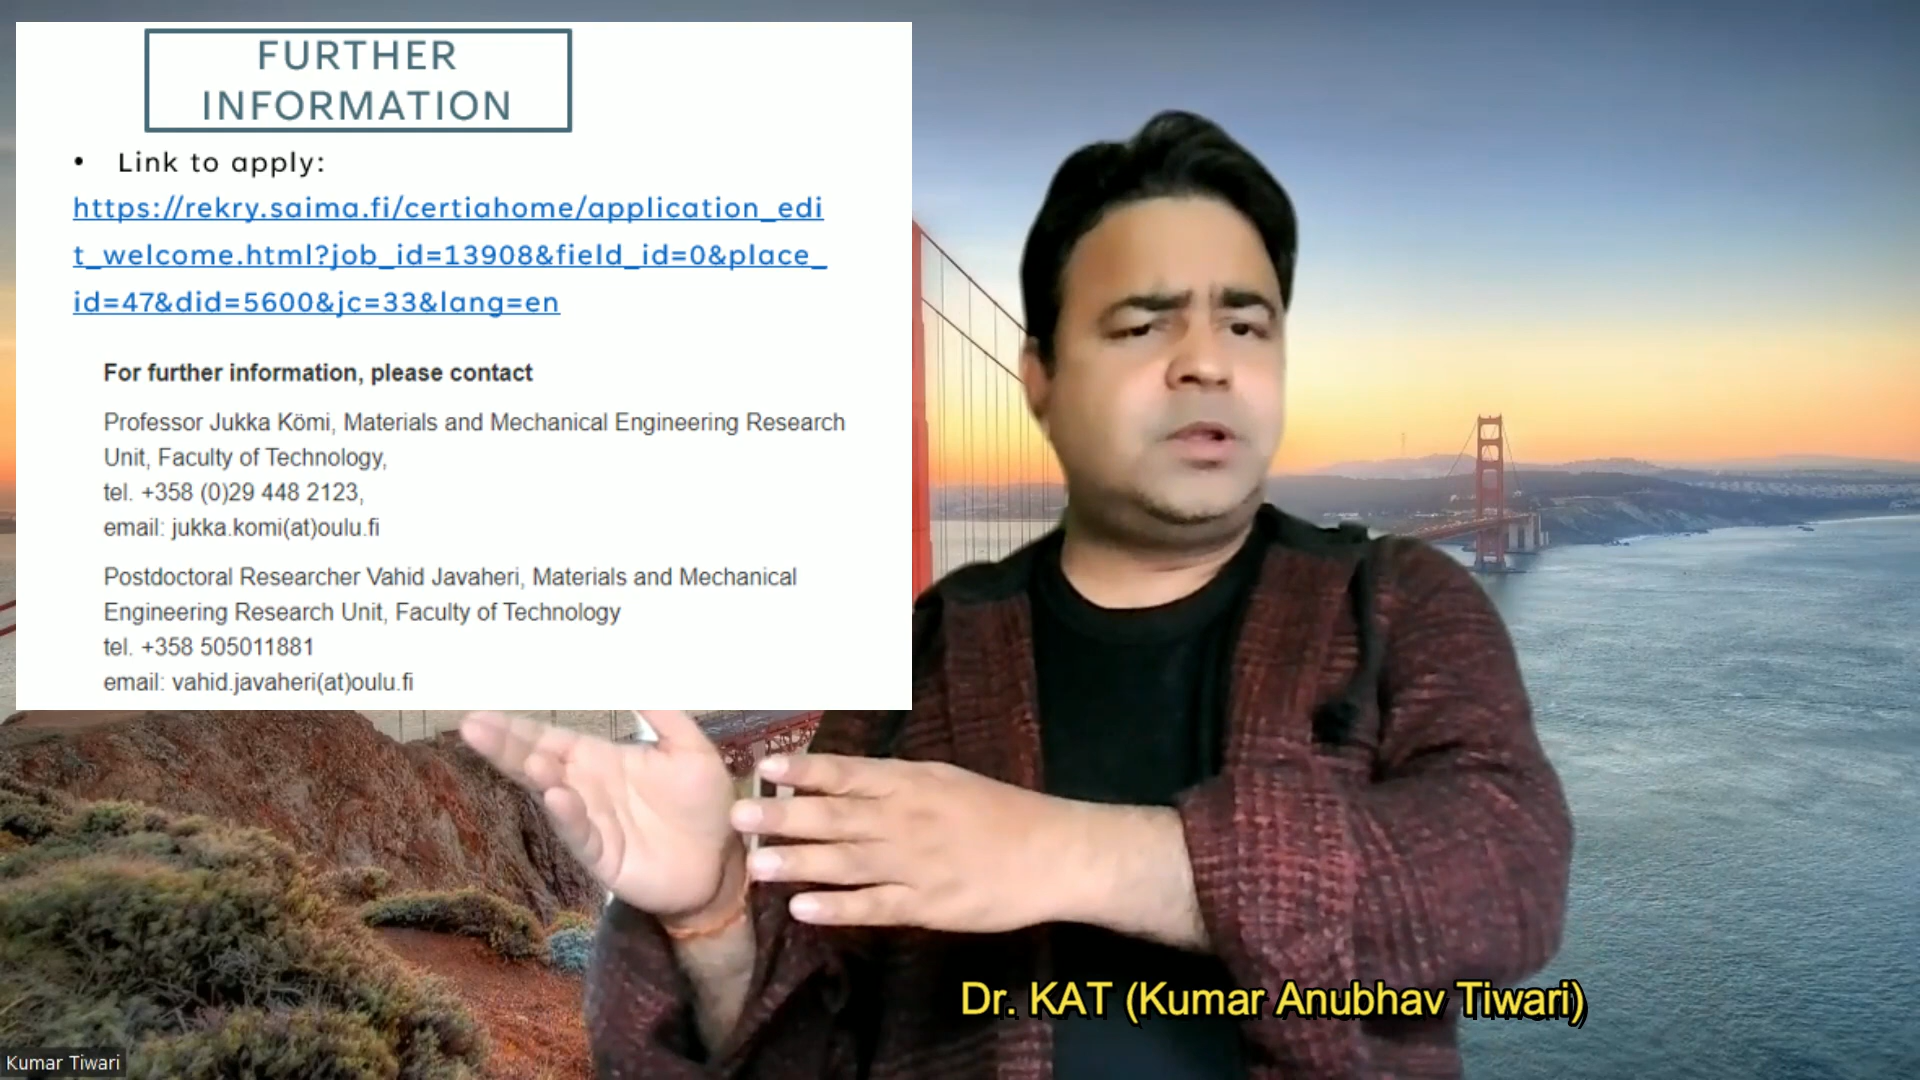 FURTHER
INFORMATION
• Link to apply:
https://rekry.saima.fi/certiahome/application_edi
t_welcome.html?job_id=13908&field_id=0&place_
id=47&did=5600&jc=33&lang=en
For further information, please contact
Professor Jukka Kömi, Materials and Mechanical Engineering Research
Unit, Faculty of Technology,
tel. +358 (0)29 448 2123,
email: jukka.komi(at)oulu.fi
Postdoctoral Researcher Vahid Javaheri, Materials and Mechanical
Engineering Research Unit, Faculty of Technology
tel. +358 505011881
email: vahid.javaheri(at)oulu.fi
Dr. KAT (Kumar Anubhav Tiwari)
Kumar Tiwari